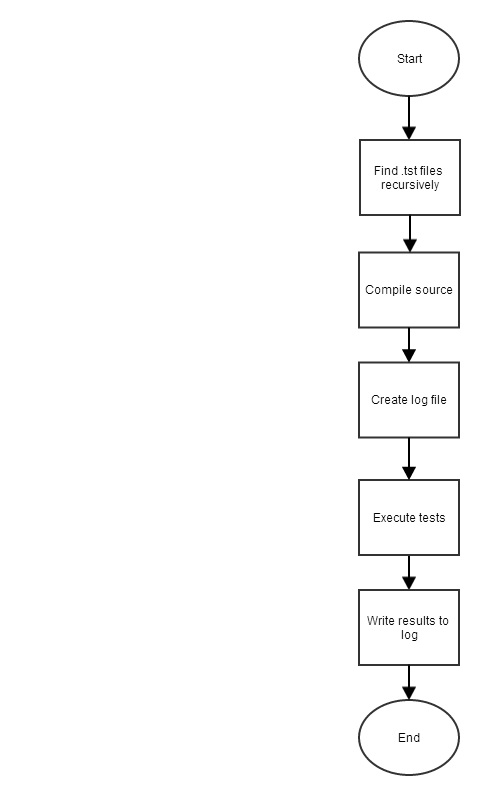 Start
Find .tst files
recursively
Compile source
Create log file
Execute tests
Write results to
log
End